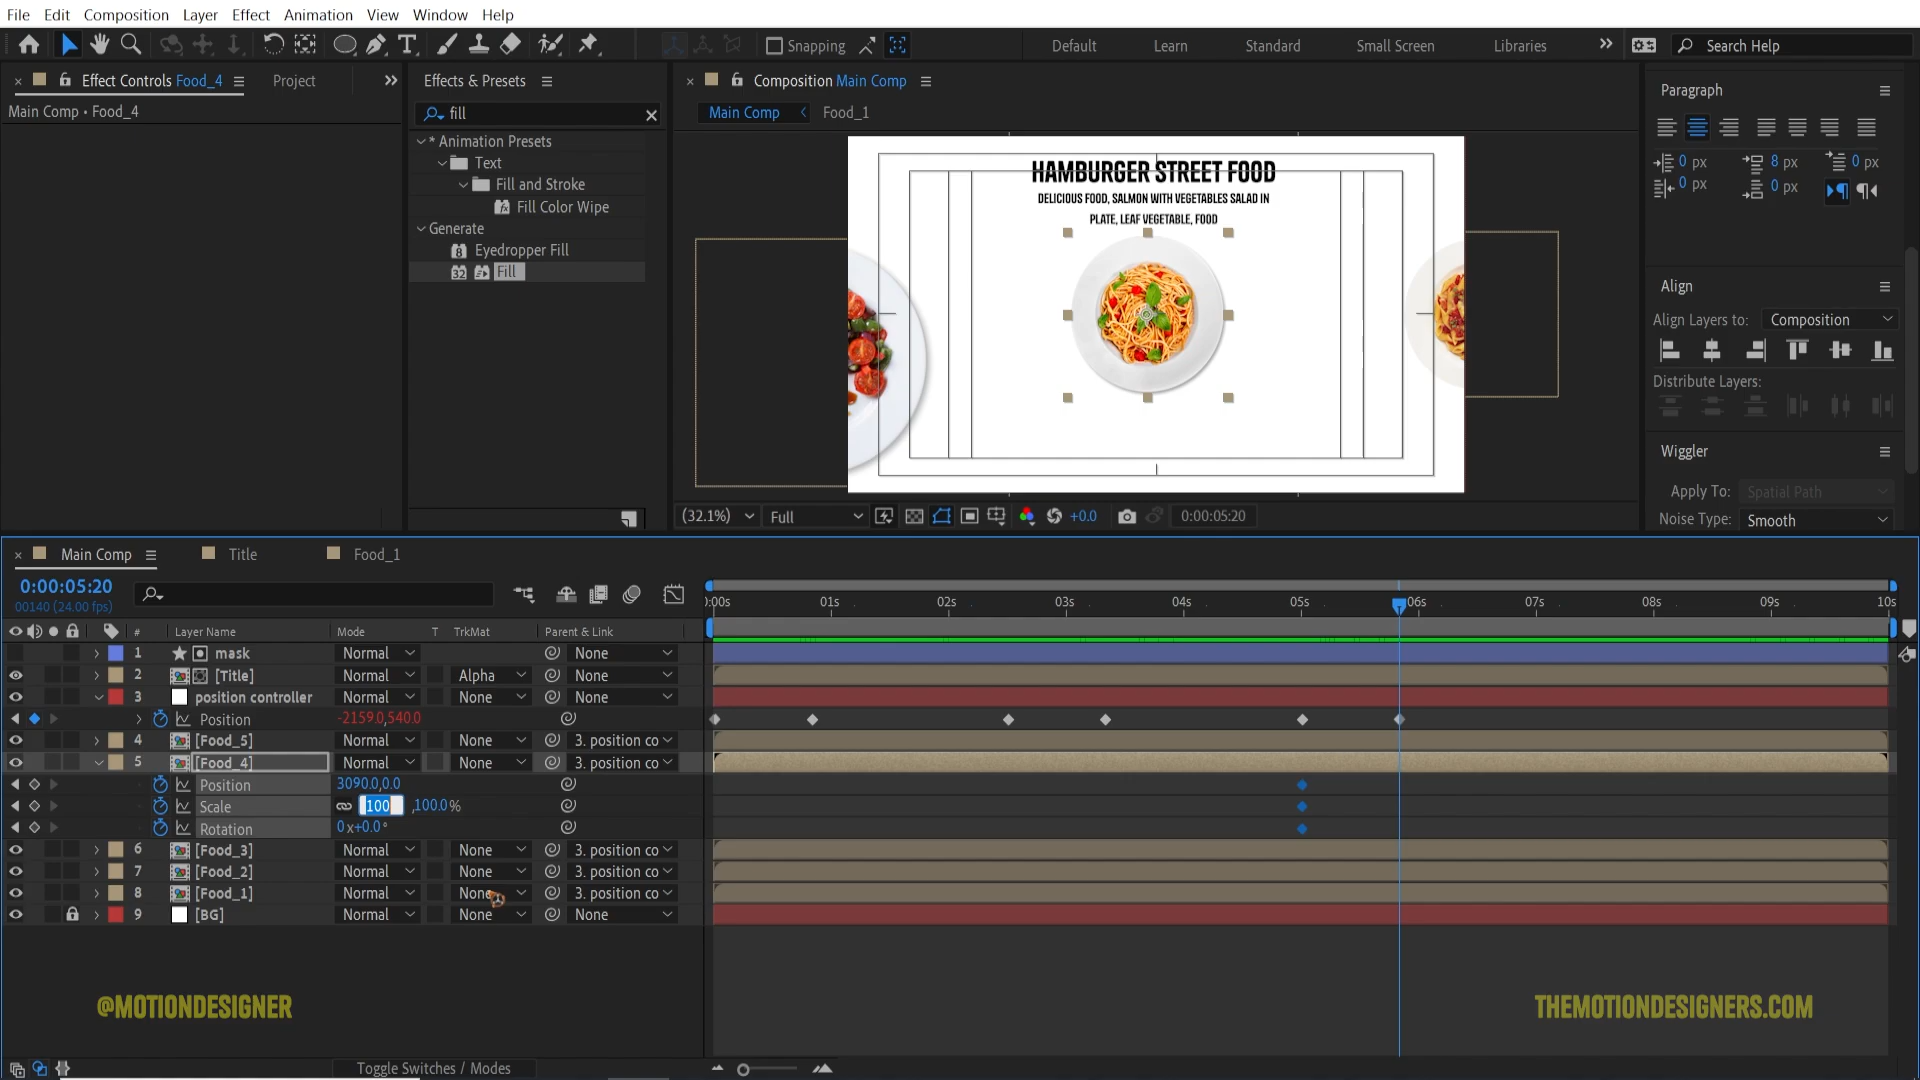 File Edit Composition Layer Effect Animation View Window Help
Snapping
Default Learn Standard Small Screen Libraries
Search Help
Effect Controls Food_4
Project
Main Comp • Food_4
Effects & Presets
fill
* Animation Presets
Text
Fill and Stroke
Fill Color Wipe
Generate
Eyedropper Fill
Fill
Composition Main Comp
Main Comp Food_1
HAMBURGER STREET FOOD
DELICIOUS FOOD, SALMON WITH VEGETABLES SALAD IN
PLATE, LEAF VEGETABLE, FOOD
(32.1%) Full +0.0 0:00:05:20
Paragraph
0 px 8 px 0 px
0 px 0 px
Align
Align Layers to: Composition
Distribute Layers:
Wiggler
Apply To: Spatial Path
Noise Type: Smooth
Main Comp Title Food_1
0:00:05:20
00140 (24.00 fps)
0:00s 01s 02s 03s 04s 05s 06s 07s 08s 09s 10s
# Layer Name Mode T TrkMat Parent & Link
1 mask Normal None
2 [Title] Normal Alpha None
3 position controller Normal None None
Position -2159.0,540.0
4 [Food_5] Normal None 3. position co
5 [Food_4] Normal None 3. position co
Position 3090.0,0.0
Scale 100 ,100.0%
Rotation 0x+0.0°
6 [Food_3] Normal None 3. position co
7 [Food_2] Normal None 3. position co
8 [Food_1] Normal None 3. position co
9 [BG] Normal None None
@MOTIONDESIGNER
THEMOTIONDESIGNERS.COM
Toggle Switches / Modes